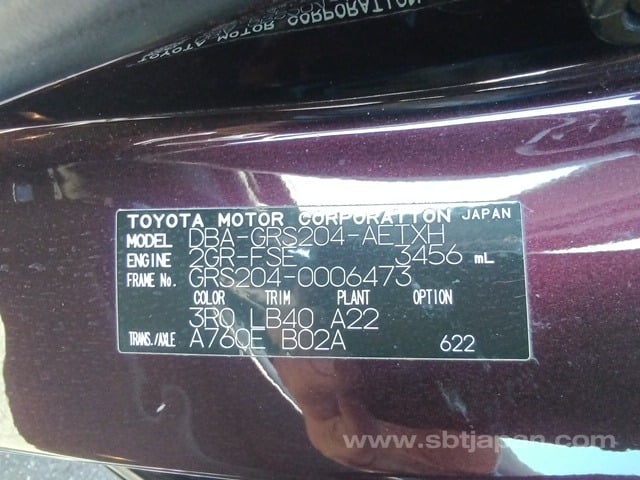 TOYOTA MOTOR CORPORATION JAPAN
MODEL DBA-GRS204-AETXH
ENGINE 2GR-FSE 3456 mL
FRAME No. GRS204-0006473
COLOR TRIM PLANT OPTION
3R0 LB40 A22
TRANS./AXLE A760E B02A 622
www.sbtjapan.com